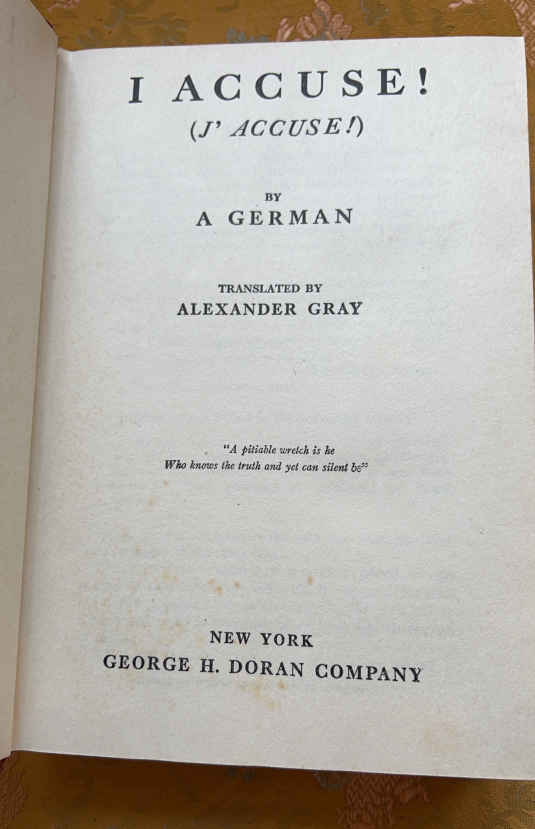 I ACCUSE!
(J' ACCUSE!)
BY
A GERMAN
TRANSLATED BY
ALEXANDER GRAY
"A pitiable wretch is he
Who knows the truth and yet can silent be"
NEW YORK
GEORGE H. DORAN COMPANY